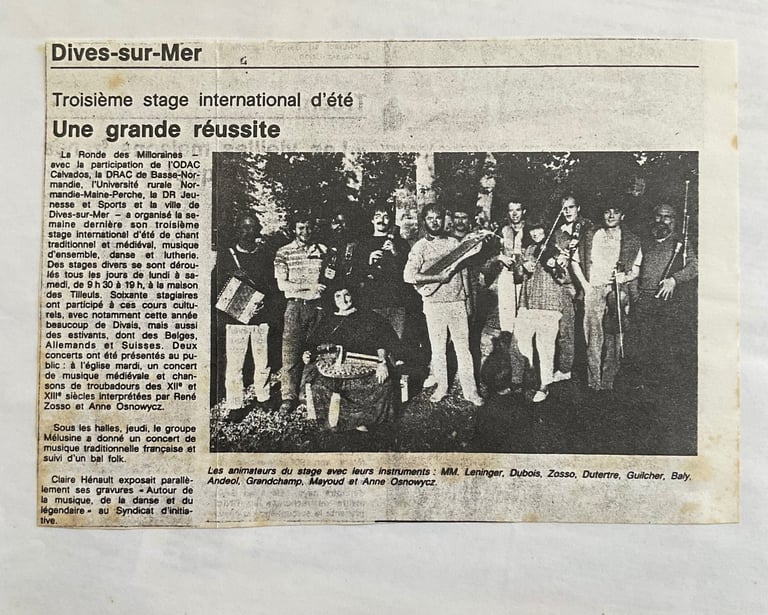 Dives-sur-Mer
Troisième stage international d'été
Une grande réussite
La Ronde des Milloraines –
avec la participation de l'ODAC
Calvados, la DRAC de Basse-Nor-
mandie, l'Université rurale Nor-
mandie-Maine-Perche, la DR Jeu-
nesse et Sports et la ville de
Dives-sur-Mer – a organisé la se-
maine dernière son troisième
stage international d'été de chant
traditionnel et médiéval, musique
d'ensemble, danse et lutherie.
Des stages divers se sont dérou-
lés tous les jours de lundi à sa-
medi, de 9 h 30 à 19 h, à la maison
des Tilleuls. Soixante stagiaires
ont participé à ces cours cultu-
rels, avec notamment cette année
beaucoup de Divais, mais aussi
des estivants, dont des Belges,
Allemands et Suisses. Deux
concerts ont été présentés au pu-
blic : à l'église mardi, un concert
de musique médiévale et chan-
sons de troubadours des XIIe et
XIIIe siècles interprétées par René
Zosso et Anne Osnowycz.
Sous les halles, jeudi, le groupe
Mélusine a donné un concert de
musique traditionnelle française et
suivi d'un bal folk.
Claire Hénault exposait parallè-
lement ses gravures « Autour de
la musique, de la danse et du
légendaire » au Syndicat d'initia-
tive.
Les animateurs du stage avec leurs instruments : MM. Leninger, Dubois, Zosso, Dutertre, Guilcher, Baly,
Andeol, Grandchamp, Mayoud et Anne Osnowycz.